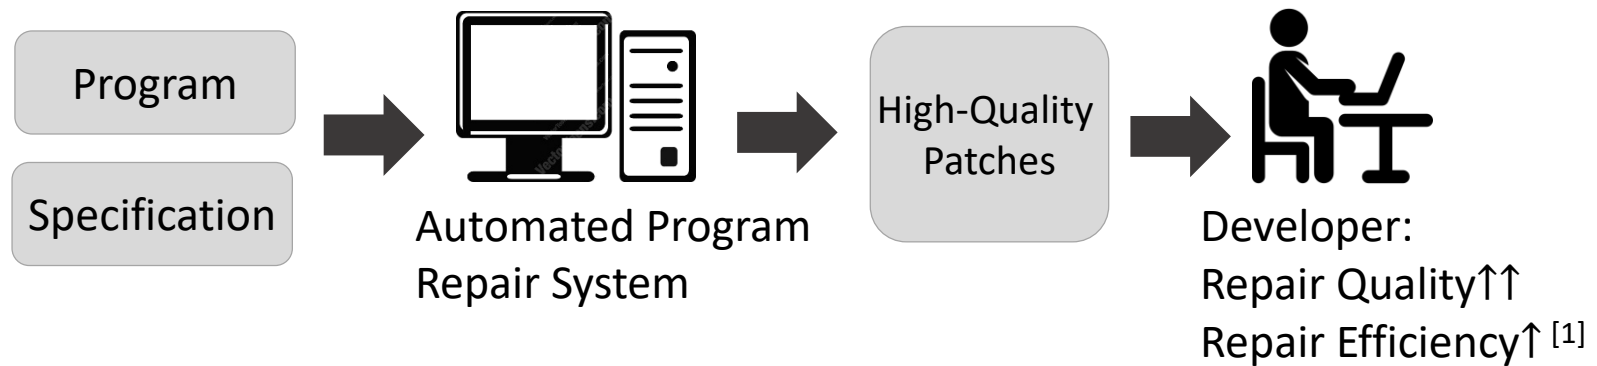 Program
Specification
Automated Program
Repair System
High-Quality
Patches
Developer:
Repair Quality↑↑
Repair Efficiency↑ [1]